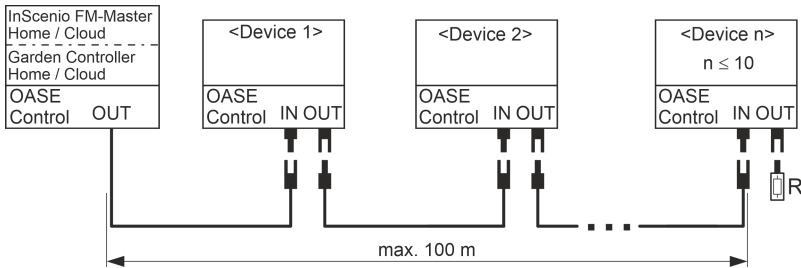 InScenio FM-Master
Home / Cloud
Garden Controller
Home / Cloud
OASE
Control OUT
<Device 1>
OASE
Control IN OUT
<Device 2>
OASE
Control IN OUT
<Device n>
n ≤ 10
OASE
Control IN OUT
R
max. 100 m